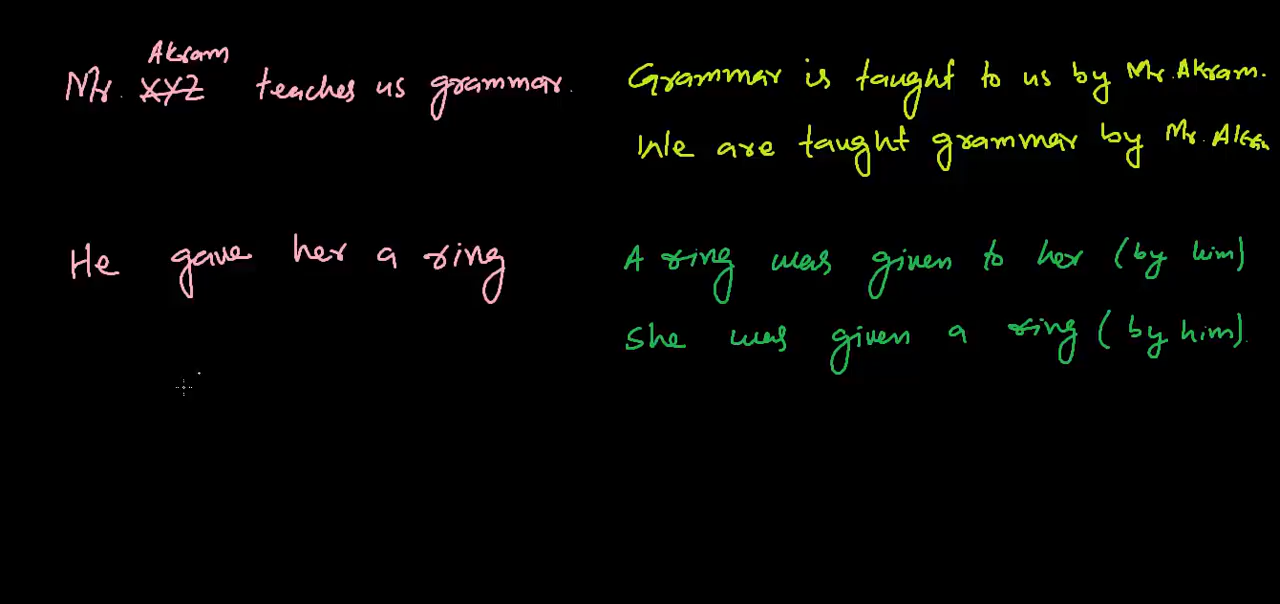 Akram
Mr. XYZ teaches us grammar.
Grammar is taught to us by Mr. Akram.
We are taught grammar by Mr. Akram
He gave her a ring
A ring was given to her (by him)
She was given a ring (by him).